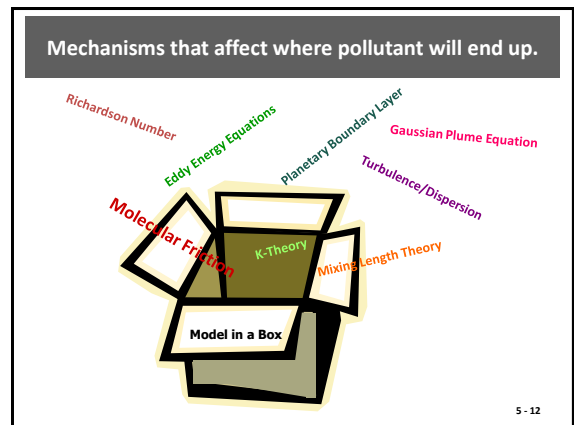 Mechanisms that affect where pollutant will end up.
Richardson Number
Eddy Energy Equations
Planetary Boundary Layer
Gaussian Plume Equation
Turbulence/Dispersion
Molecular Friction
K-Theory
Mixing Length Theory
Model in a Box
5 - 12